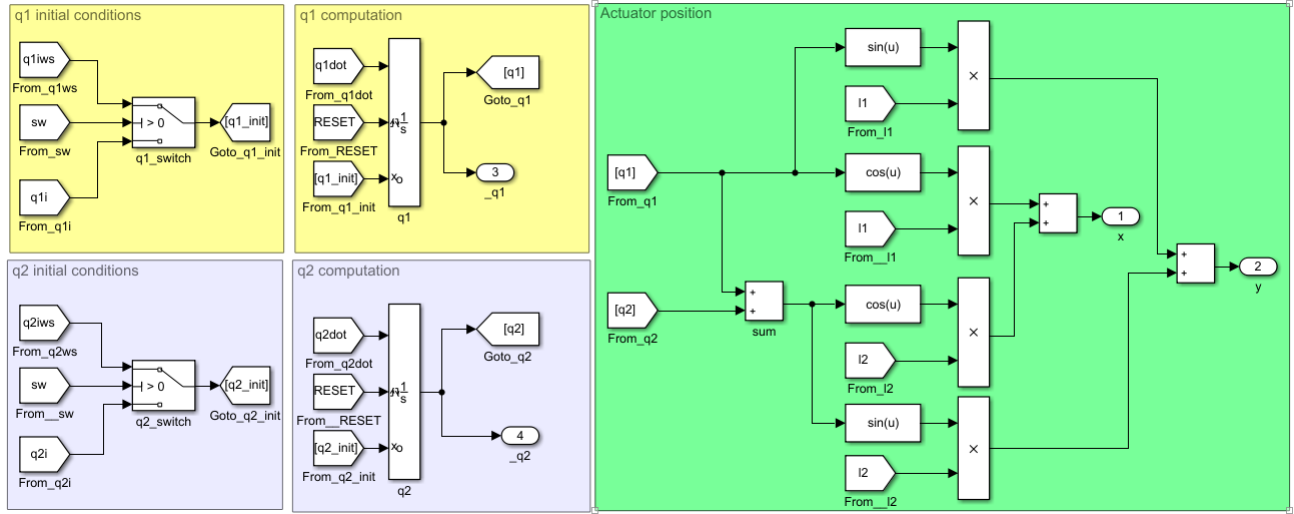 q1 initial conditions
q1iws
From_q1ws
sw
From_sw
q1i
From_q1i
> 0
q1_switch
[q1_init]
Goto_q1_init
q1 computation
q1dot
From_q1dot
RESET
From_RESET
[q1_init]
From_q1_init
1
s
xo
q1
[q1]
Goto_q1
3
_q1
q2 initial conditions
q2iws
From_q2ws
sw
From__sw
q2i
From_q2i
> 0
q2_switch
[q2_init]
Goto_q2_init
q2 computation
q2dot
From_q2dot
RESET
From__RESET
[q2_init]
From_q2_init
1
s
xo
q2
[q2]
Goto_q2
4
_q2
Actuator position
[q1]
From_q1
[q2]
From_q2
+
+
sum
sin(u)
l1
From_l1
×
cos(u)
l1
From__l1
×
cos(u)
l2
From_l2
×
sin(u)
l2
From__l2
×
+
+
1
x
+
+
2
y